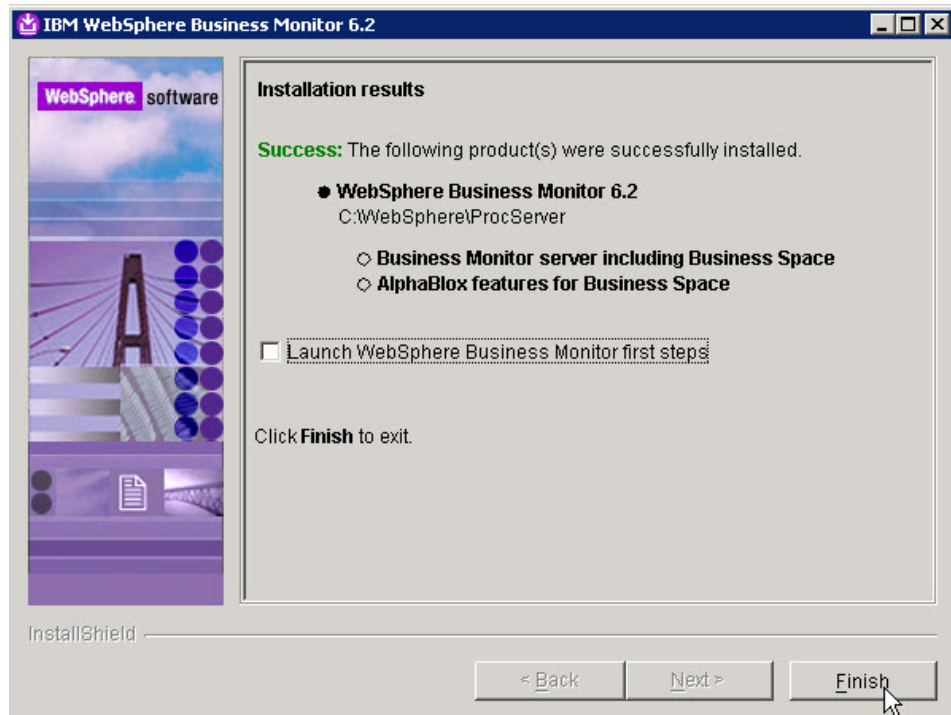 IBM WebSphere Business Monitor 6.2
WebSphere software
Installation results
Success: The following product(s) were successfully installed.
WebSphere Business Monitor 6.2
C:\WebSphere\ProcServer
Business Monitor server including Business Space
AlphaBlox features for Business Space
Launch WebSphere Business Monitor first steps
Click Finish to exit.
InstallShield
< Back
Next >
Finish